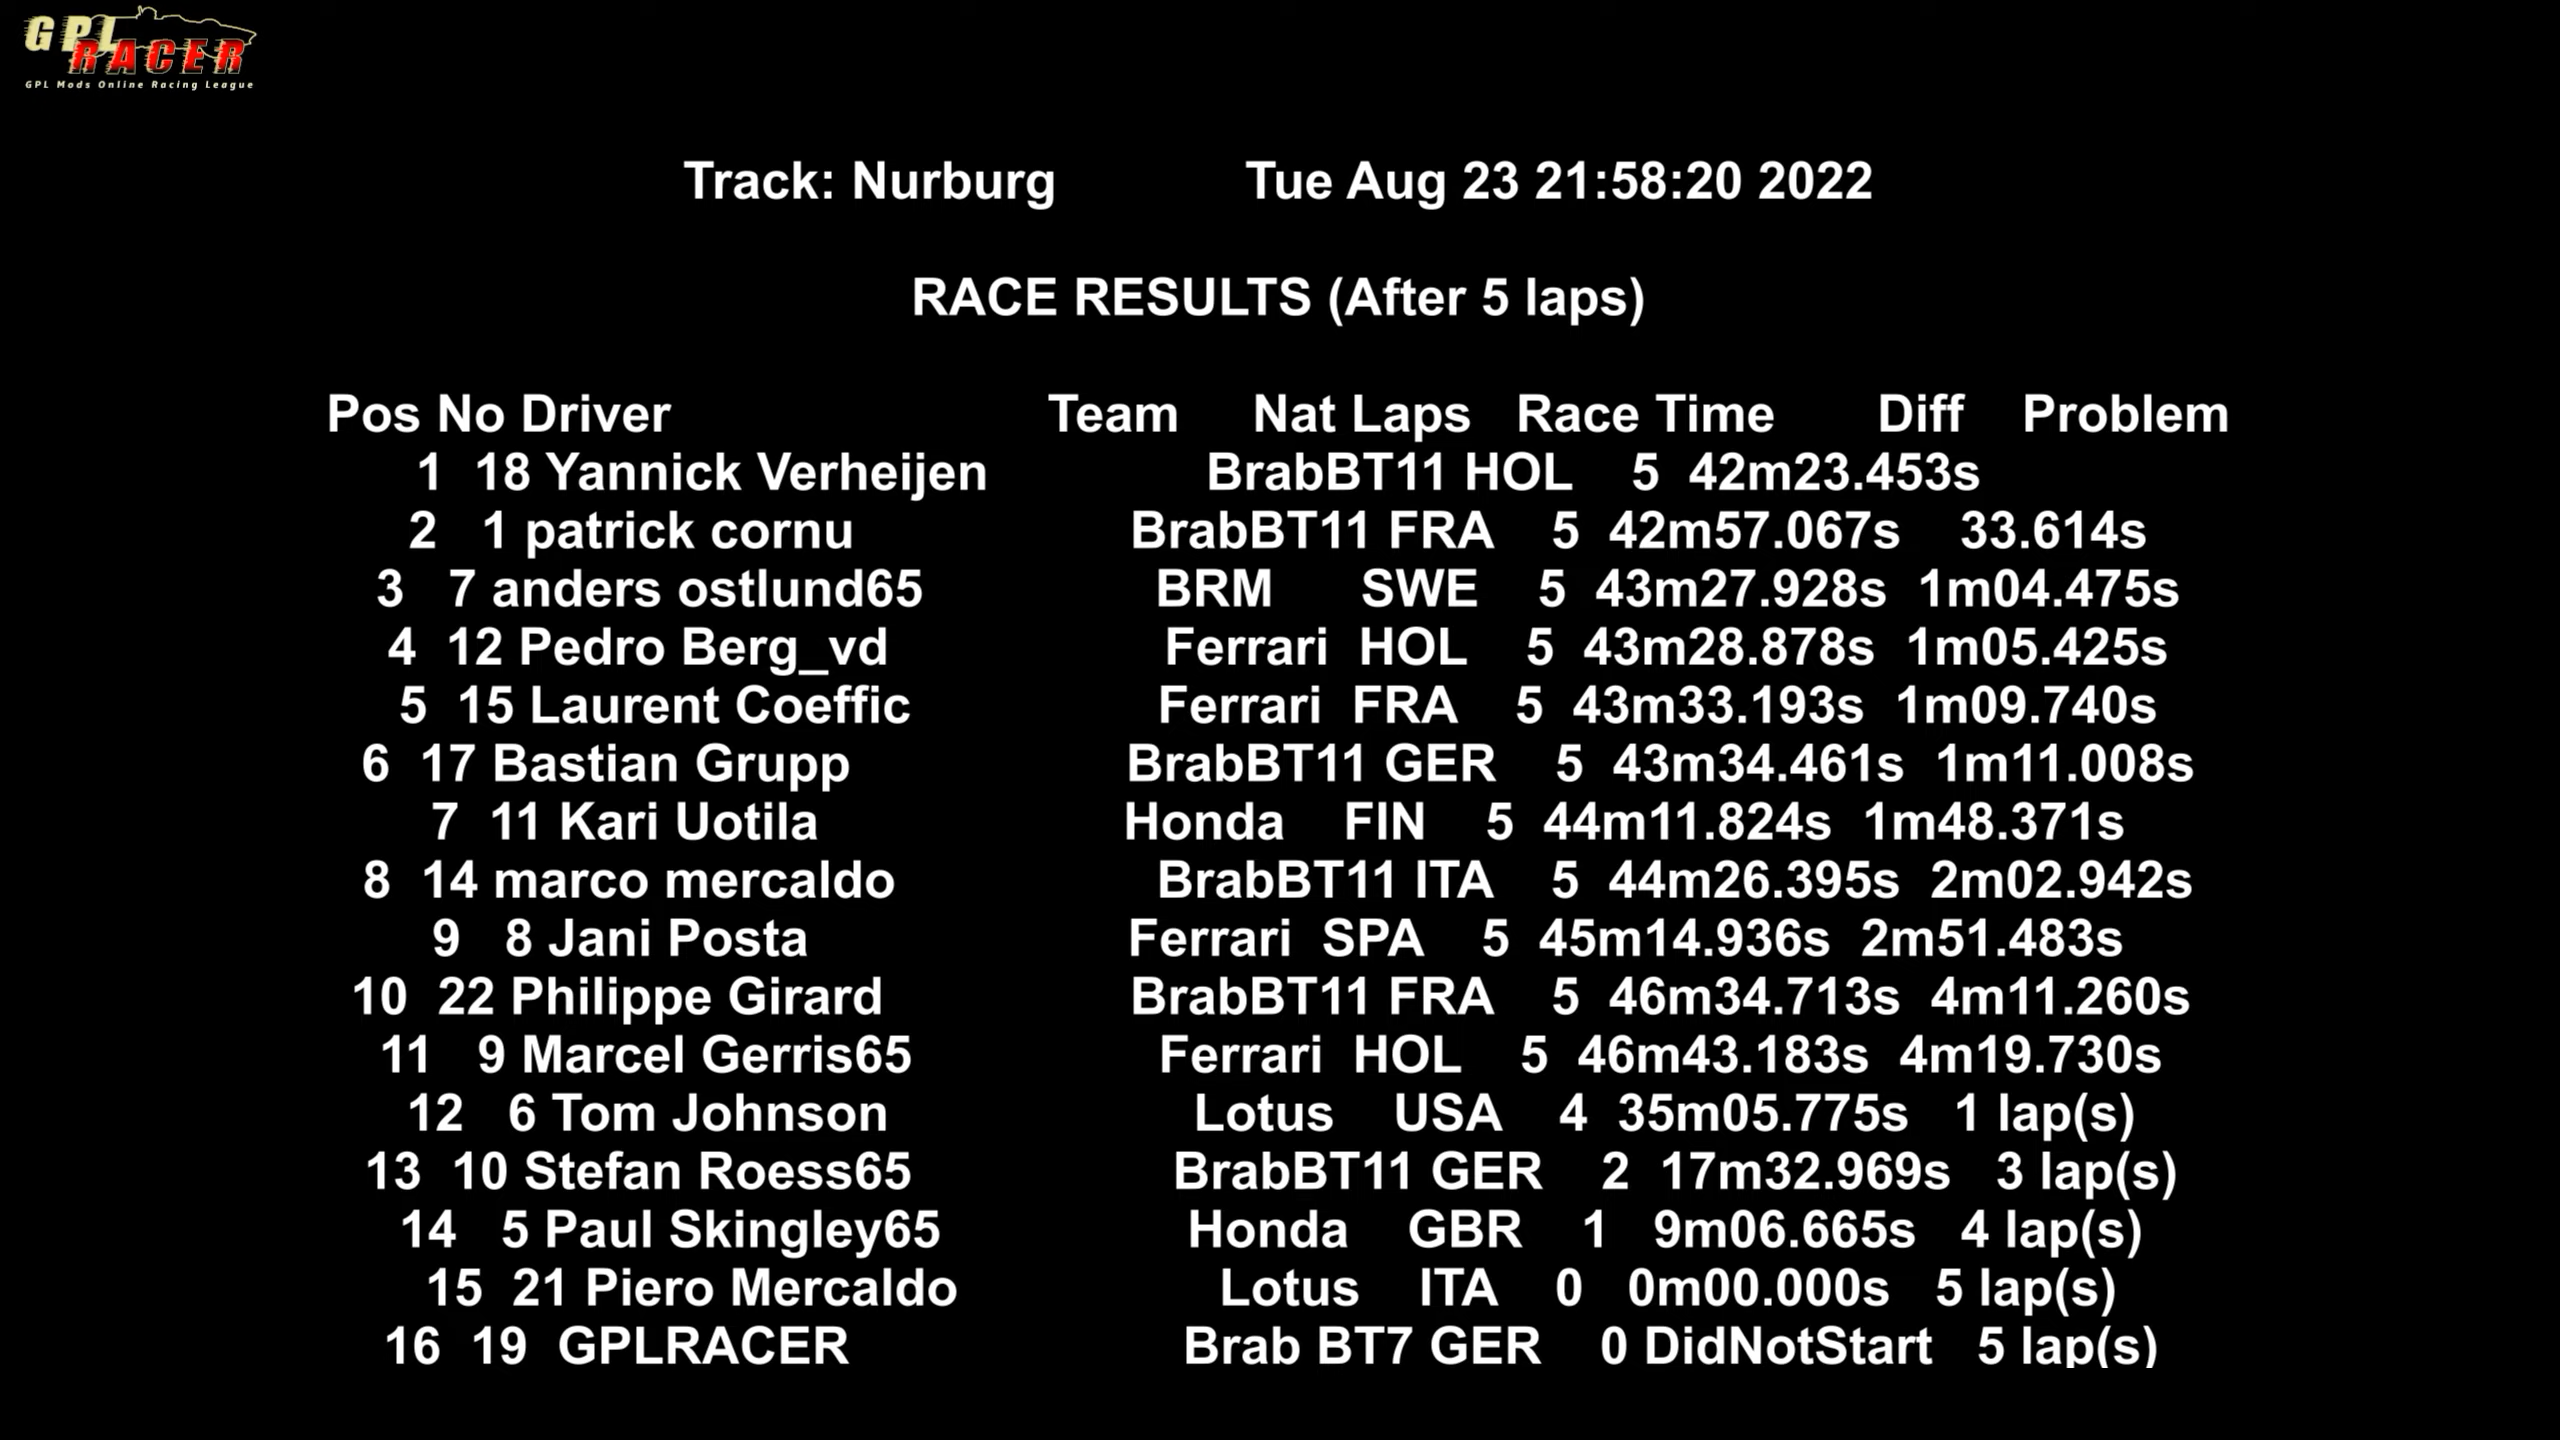 GPL
RACER
GPL Mods Online Racing League
Track: Nurburg Tue Aug 23 21:58:20 2022
RACE RESULTS (After 5 laps)
Pos No Driver Team Nat Laps Race Time Diff Problem
1 18 Yannick Verheijen BrabBT11 HOL 5 42m23.453s
2 1 patrick cornu BrabBT11 FRA 5 42m57.067s 33.614s
3 7 anders ostlund65 BRM SWE 5 43m27.928s 1m04.475s
4 12 Pedro Berg_vd Ferrari HOL 5 43m28.878s 1m05.425s
5 15 Laurent Coeffic Ferrari FRA 5 43m33.193s 1m09.740s
6 17 Bastian Grupp BrabBT11 GER 5 43m34.461s 1m11.008s
7 11 Kari Uotila Honda FIN 5 44m11.824s 1m48.371s
8 14 marco mercaldo BrabBT11 ITA 5 44m26.395s 2m02.942s
9 8 Jani Posta Ferrari SPA 5 45m14.936s 2m51.483s
10 22 Philippe Girard BrabBT11 FRA 5 46m34.713s 4m11.260s
11 9 Marcel Gerris65 Ferrari HOL 5 46m43.183s 4m19.730s
12 6 Tom Johnson Lotus USA 4 35m05.775s 1 lap(s)
13 10 Stefan Roess65 BrabBT11 GER 2 17m32.969s 3 lap(s)
14 5 Paul Skingley65 Honda GBR 1 9m06.665s 4 lap(s)
15 21 Piero Mercaldo Lotus ITA 0 0m00.000s 5 lap(s)
16 19 GPLRACER Brab BT7 GER 0 DidNotStart 5 lap(s)